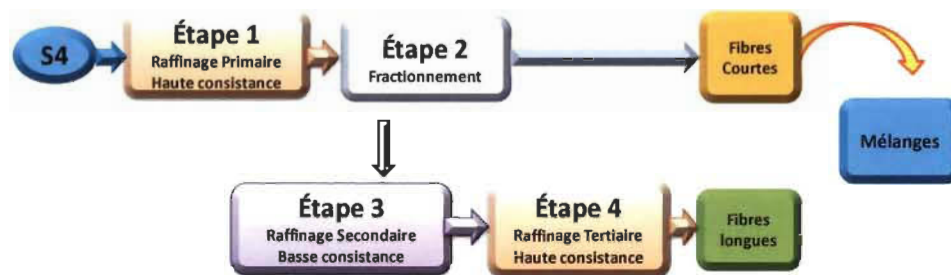 S4
Étape 1
Raffinage Primaire
Haute consistance
Étape 2
Fractionnement
Fibres
Courtes
Mélanges
Étape 3
Raffinage Secondaire
Basse consistance
Étape 4
Raffinage Tertiaire
Haute consistance
Fibres
longues